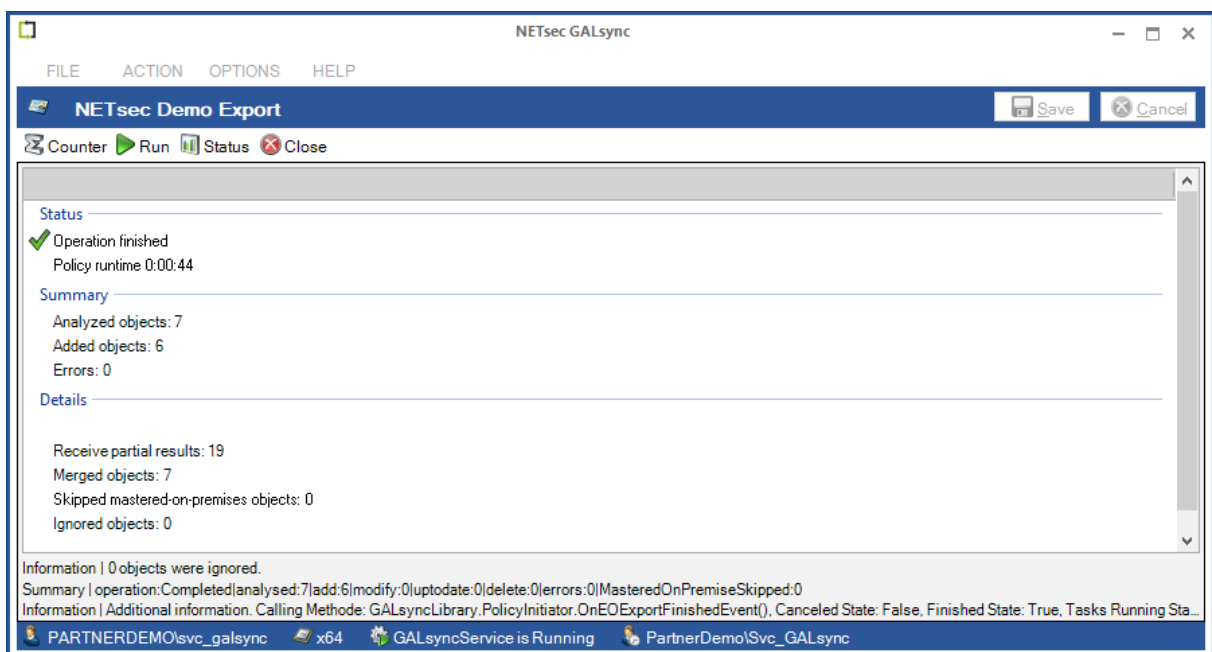 NETsec GALsync
FILE ACTION OPTIONS HELP
NETsec Demo Export Save Cancel
Counter Run Status Close
Status
Operation finished
Policy runtime 0:00:44
Summary
Analyzed objects: 7
Added objects: 6
Errors: 0
Details
Receive partial results: 19
Merged objects: 7
Skipped mastered-on-premises objects: 0
Ignored objects: 0
Information | 0 objects were ignored.
Summary | operation:Completed|analysed:7|add:6|modify:0|uptodate:0|delete:0|errors:0|MasteredOnPremiseSkipped:0
Information | Additional information. Calling Methode: GALsyncLibrary.PolicyInitiator.OnEOExportFinishedEvent(), Canceled State: False, Finished State: True, Tasks Running Sta...
PARTNERDEMO\svc_galsync x64 GALsyncService is Running PartnerDemo\Svc_GALsync